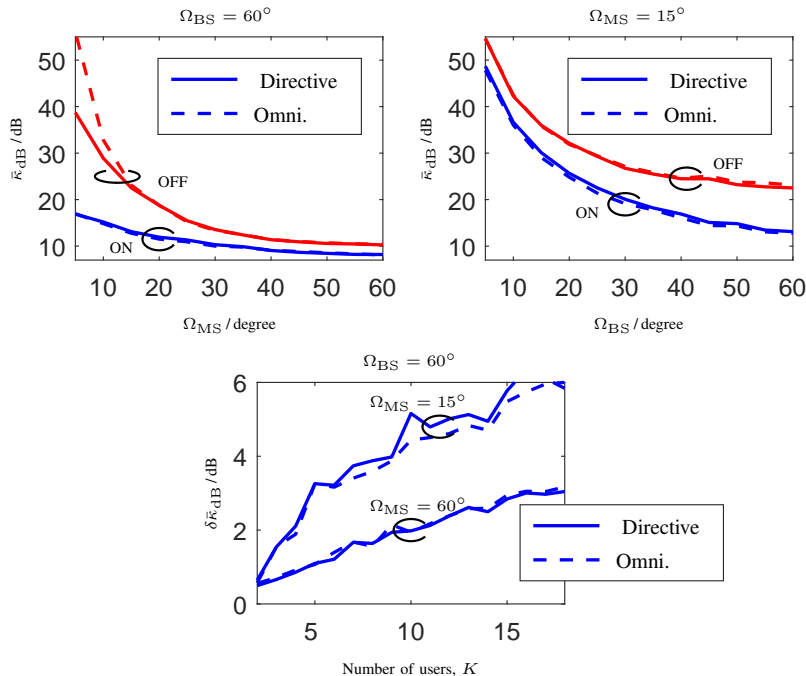 Ω_BS = 60°
κ̄_dB / dB
50
40
30
20
10
Directive
Omni.
OFF
ON
10 20 30 40 50 60
Ω_MS / degree
Ω_MS = 15°
κ̄_dB / dB
50
40
30
20
10
Directive
Omni.
OFF
ON
10 20 30 40 50 60
Ω_BS / degree
Ω_BS = 60°
δκ̄_dB / dB
6
4
2
0
Ω_MS = 15°
Ω_MS = 60°
Directive
Omni.
5 10 15
Number of users, K